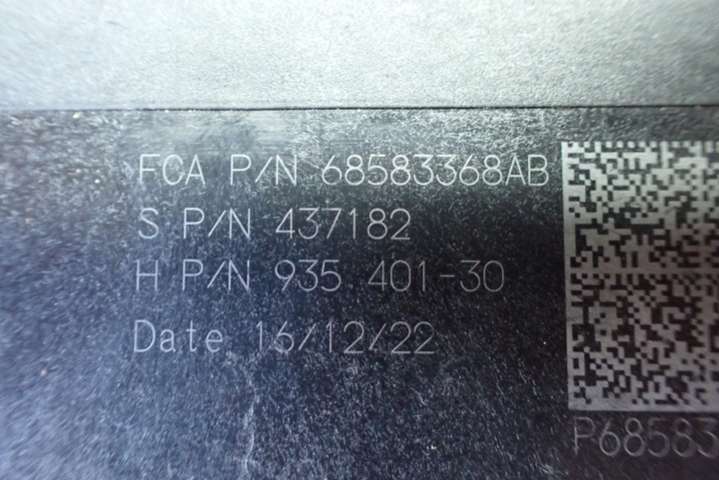 FCA P/N 68583368AB
S P/N 437182
H P/N 935 401-30
Date 16/12/22
P68583